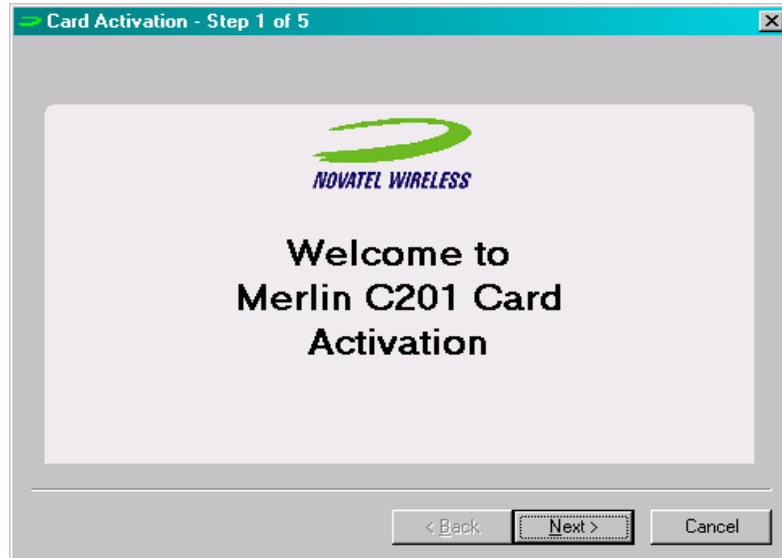 Card Activation - Step 1 of 5
NOVATEL WIRELESS
Welcome to
Merlin C201 Card
Activation
< Back Next > Cancel